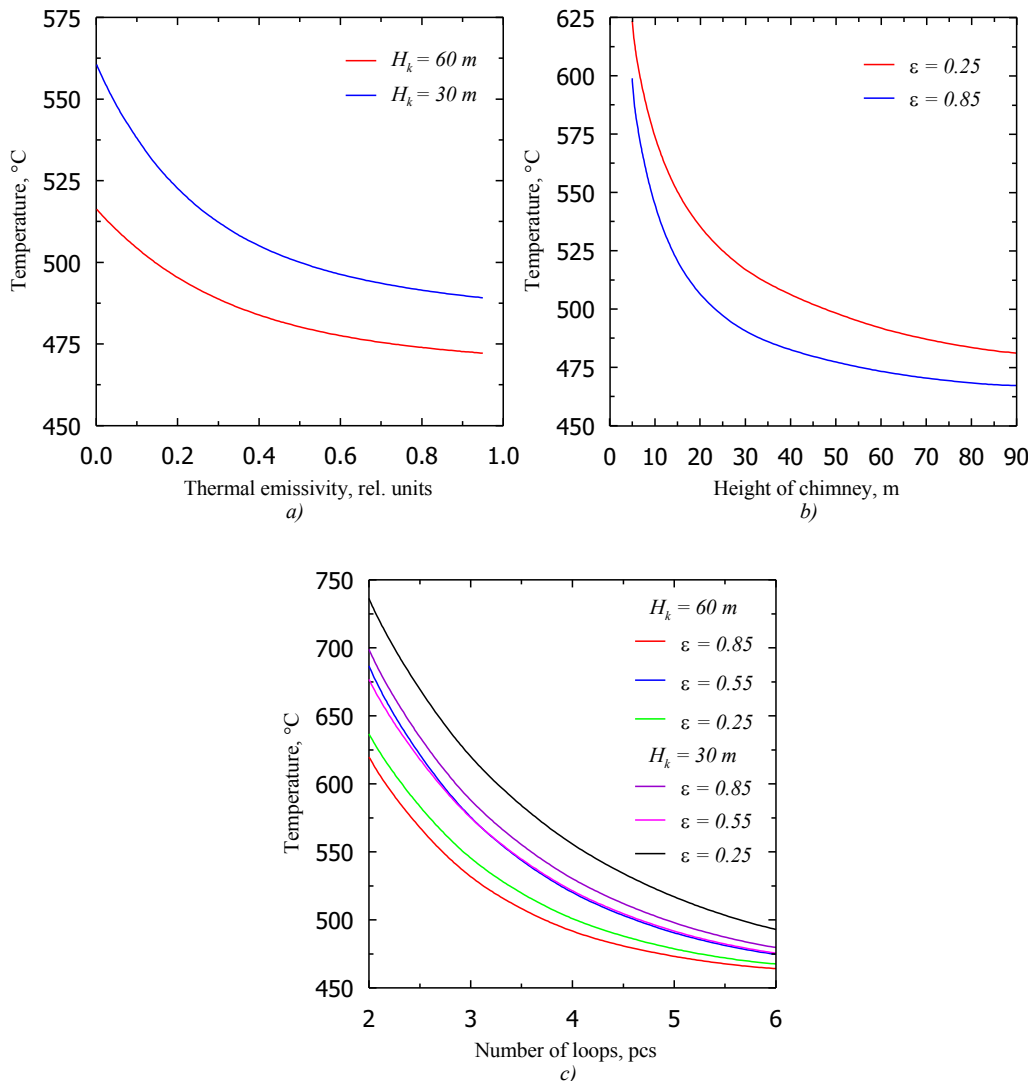 575
550
525
500
475
450
Temperature, °C
H_k = 60 m
H_k = 30 m
0.0 0.2 0.4 0.6 0.8 1.0
Thermal emissivity, rel. units
a)
625
600
575
550
525
500
475
450
Temperature, °C
ε = 0.25
ε = 0.85
0 10 20 30 40 50 60 70 80 90
Height of chimney, m
b)
750
700
650
600
550
500
450
Temperature, °C
H_k = 60 m
ε = 0.85
ε = 0.55
ε = 0.25
H_k = 30 m
ε = 0.85
ε = 0.55
ε = 0.25
2 3 4 5 6
Number of loops, pcs
c)